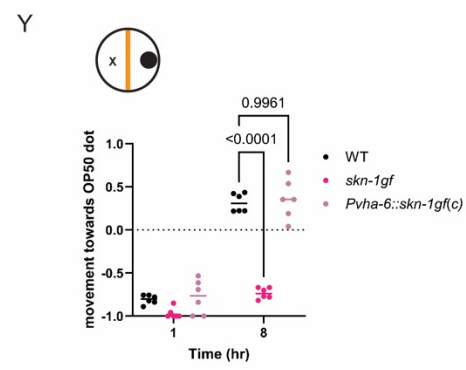 Y
x
0.9961
<0.0001
movement towards OP50 dot
1.0
0.5
0.0
-0.5
-1.0
1
8
Time (hr)
WT
skn-1gf
Pvha-6::skn-1gf(c)